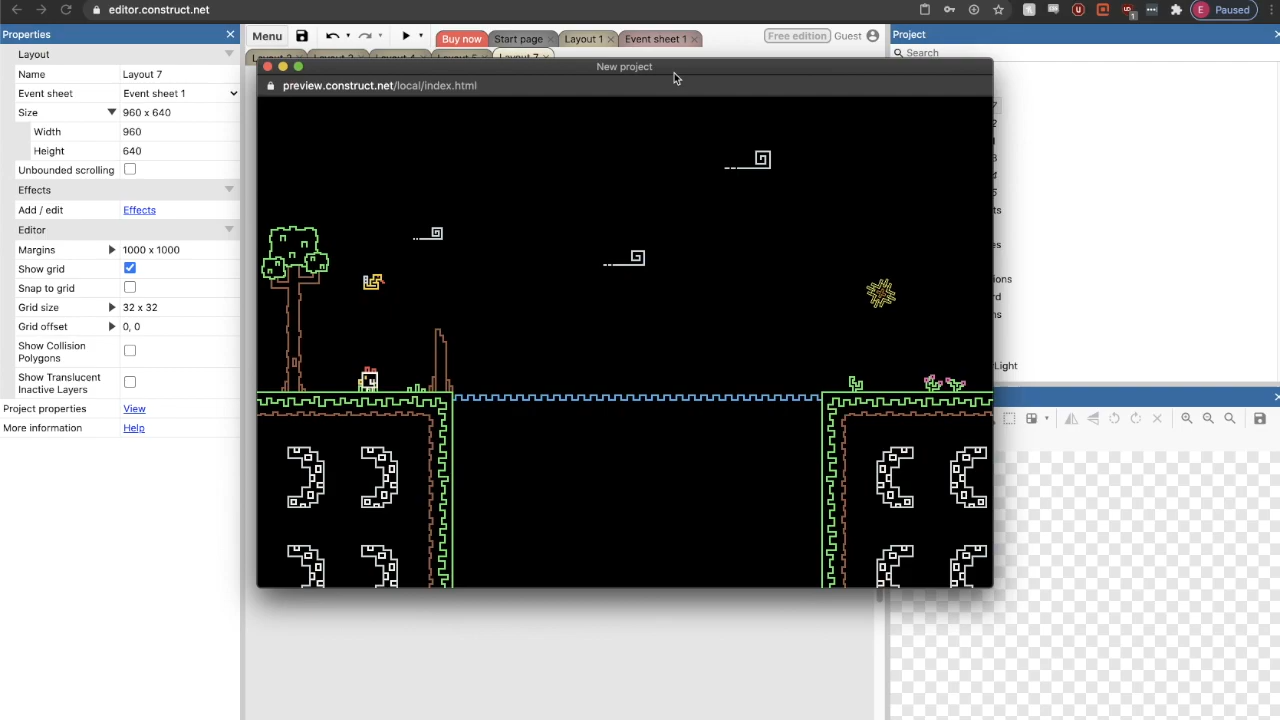 editor.construct.net
E Paused
Properties
Layout
Name Layout 7
Event sheet Event sheet 1
Size 960 x 640
Width 960
Height 640
Unbounded scrolling
Effects
Add / edit Effects
Editor
Margins 1000 x 1000
Show grid
Snap to grid
Grid size 32 x 32
Grid offset 0, 0
Show Collision
Polygons
Show Translucent
Inactive Layers
Project properties View
More information Help
Menu
Buy now Start page Layout 1 Event sheet 1
Free edition Guest
Layout 7
New project
preview.construct.net/local/index.html
Project
Search
Light